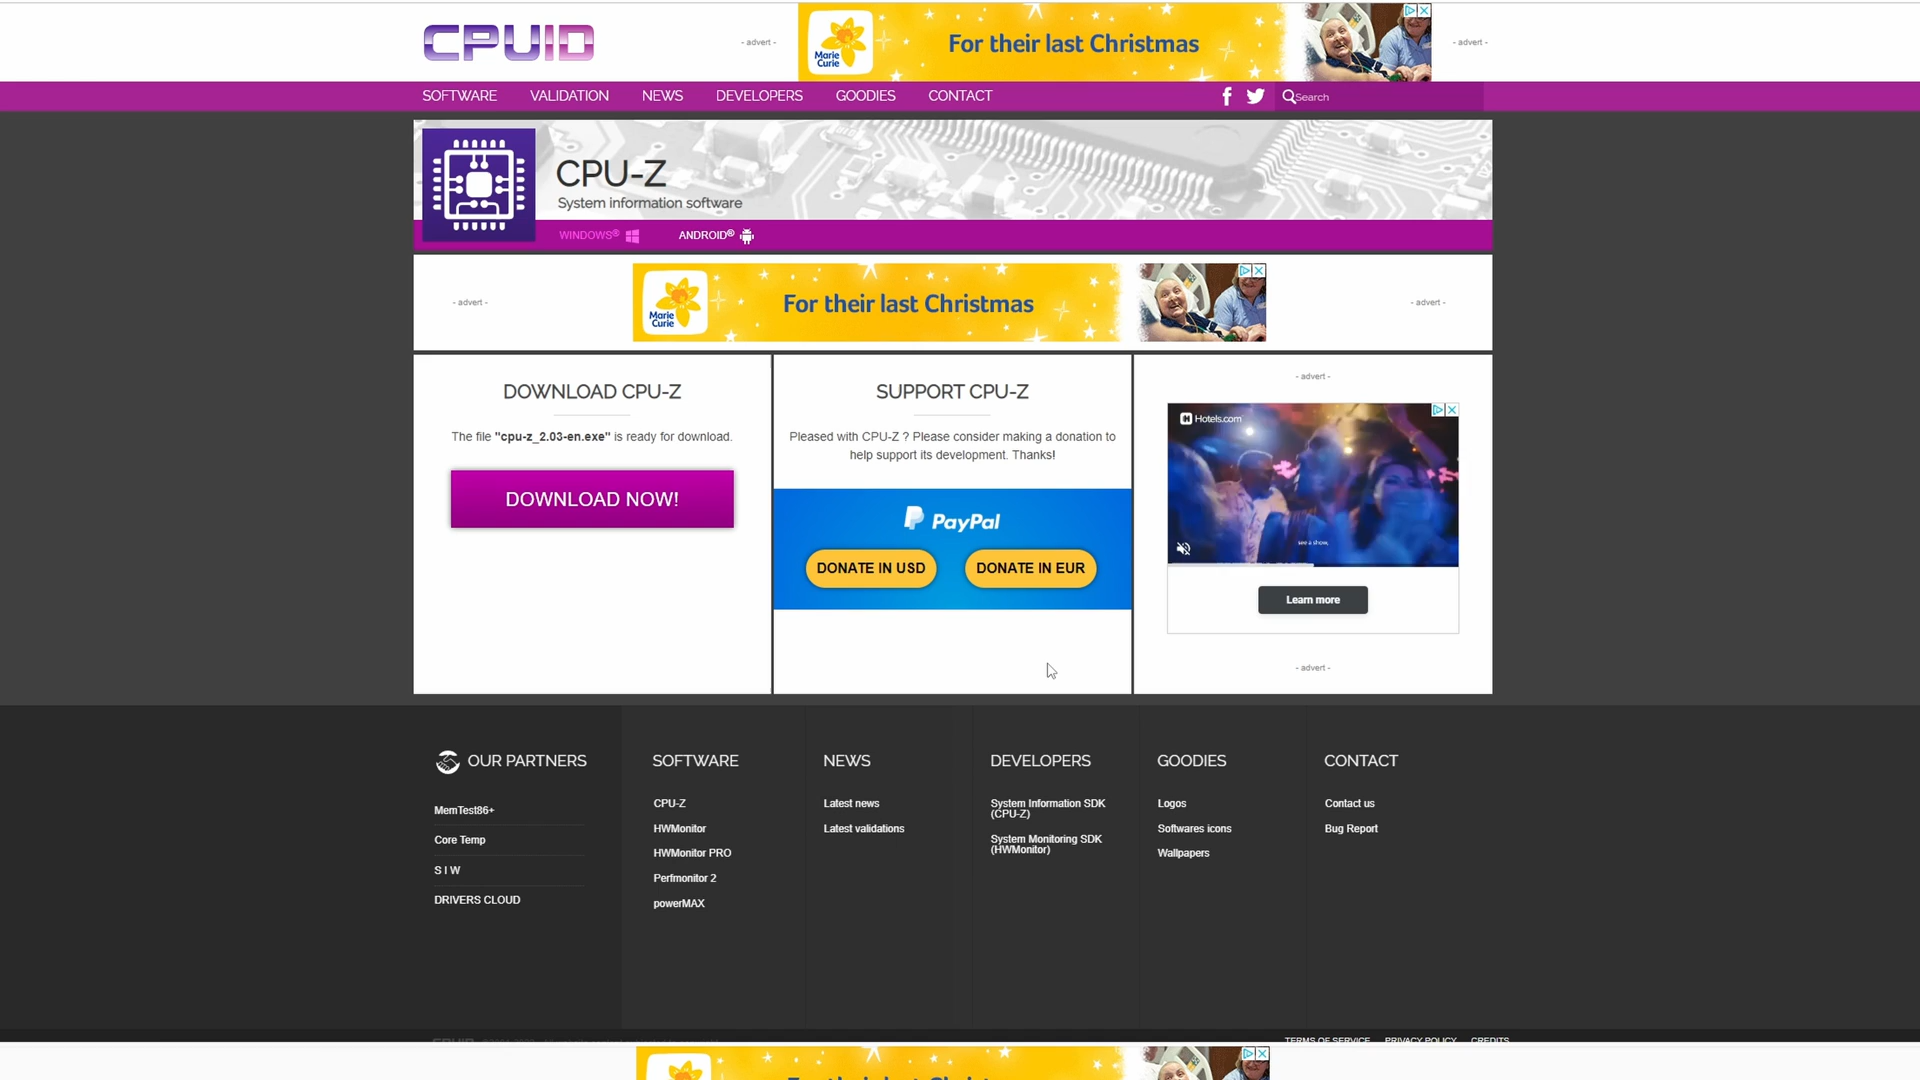 CPUID
- advert -
Marie Curie
For their last Christmas
- advert -
SOFTWARE VALIDATION NEWS DEVELOPERS GOODIES CONTACT
Search
CPU-Z
System information software
WINDOWS® ANDROID®
- advert -
Marie Curie
For their last Christmas
- advert -
DOWNLOAD CPU-Z
The file "cpu-z_2.03-en.exe" is ready for download.
DOWNLOAD NOW!
SUPPORT CPU-Z
Pleased with CPU-Z ? Please consider making a donation to
help support its development. Thanks!
PayPal
DONATE IN USD DONATE IN EUR
- advert -
Hotels.com
see a show,
Learn more
- advert -
OUR PARTNERS
MemTest86+
Core Temp
S I W
DRIVERS CLOUD
SOFTWARE
CPU-Z
HWMonitor
HWMonitor PRO
Perfmonitor 2
powerMAX
NEWS
Latest news
Latest validations
DEVELOPERS
System Information SDK
(CPU-Z)
System Monitoring SDK
(HWMonitor)
GOODIES
Logos
Softwares icons
Wallpapers
CONTACT
Contact us
Bug Report
TERMS OF SERVICE PRIVACY POLICY CREDITS